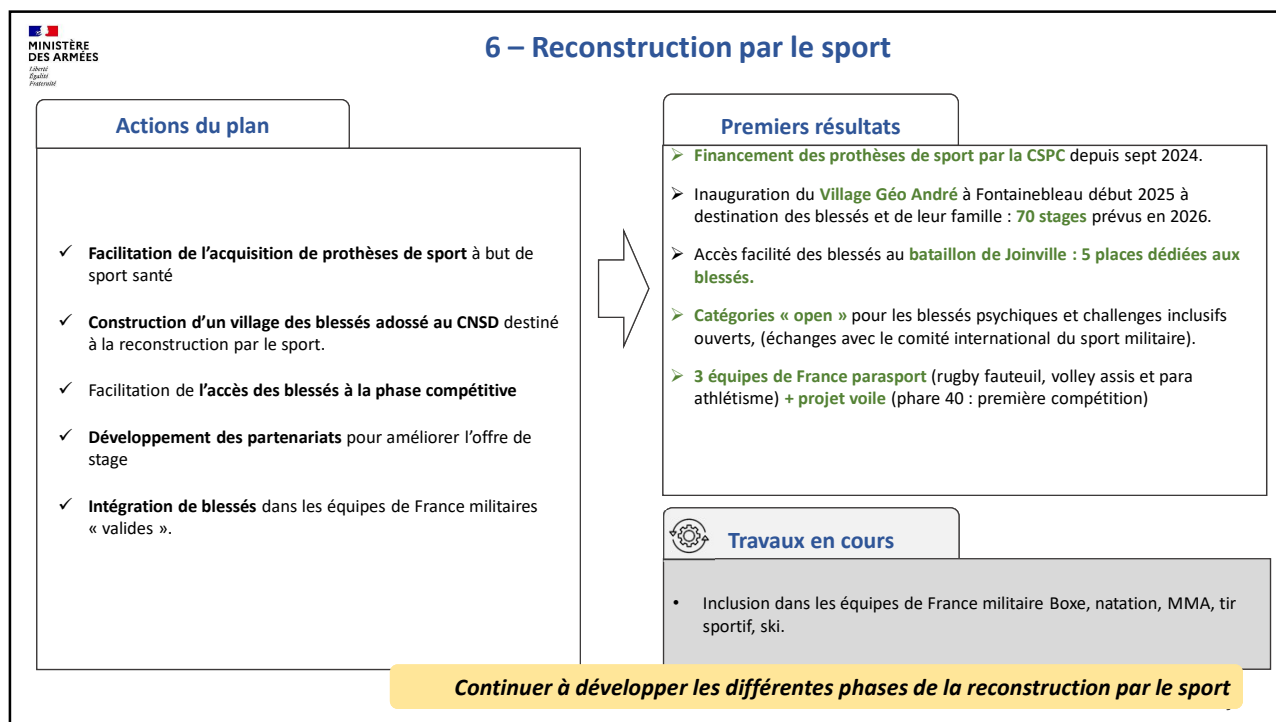 MINISTÈRE
DES ARMÉES
Liberté
Égalité
Fraternité
6 – Reconstruction par le sport
Actions du plan
✓ Facilitation de l’acquisition de prothèses de sport à but de
sport santé
✓ Construction d’un village des blessés adossé au CNSD destiné
à la reconstruction par le sport.
✓ Facilitation de l’accès des blessés à la phase compétitive
✓ Développement des partenariats pour améliorer l’offre de
stage
✓ Intégration de blessés dans les équipes de France militaires
« valides ».
Premiers résultats
➢ Financement des prothèses de sport par la CSPC depuis sept 2024.
➢ Inauguration du Village Géo André à Fontainebleau début 2025 à
destination des blessés et de leur famille : 70 stages prévus en 2026.
➢ Accès facilité des blessés au bataillon de Joinville : 5 places dédiées aux
blessés.
➢ Catégories « open » pour les blessés psychiques et challenges inclusifs
ouverts, (échanges avec le comité international du sport militaire).
➢ 3 équipes de France parasport (rugby fauteuil, volley assis et para
athlétisme) + projet voile (phare 40 : première compétition)
Travaux en cours
• Inclusion dans les équipes de France militaire Boxe, natation, MMA, tir
sportif, ski.
Continuer à développer les différentes phases de la reconstruction par le sport